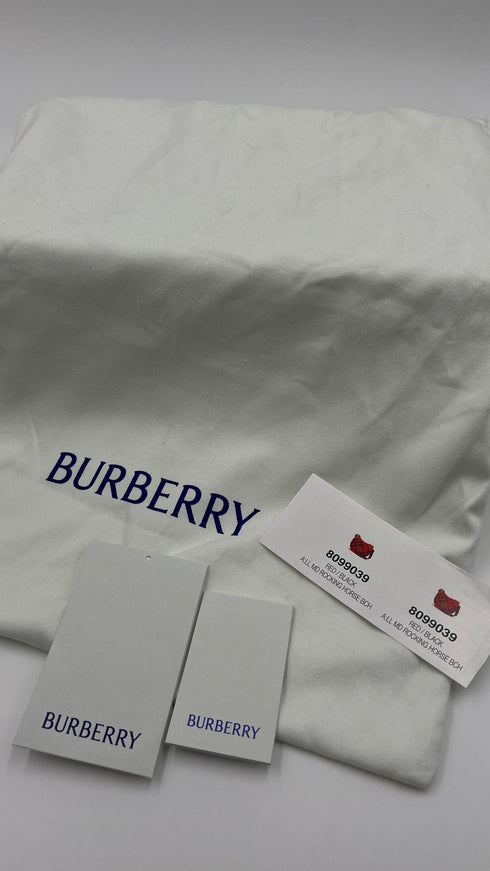 BURBERRY
8099039
RED / BLACK
A:LL MD ROCKING HORSE BCH
8099039
RED / BLACK
A:LL MD ROCKING HORSE BCH
BURBERRY
BURBERRY